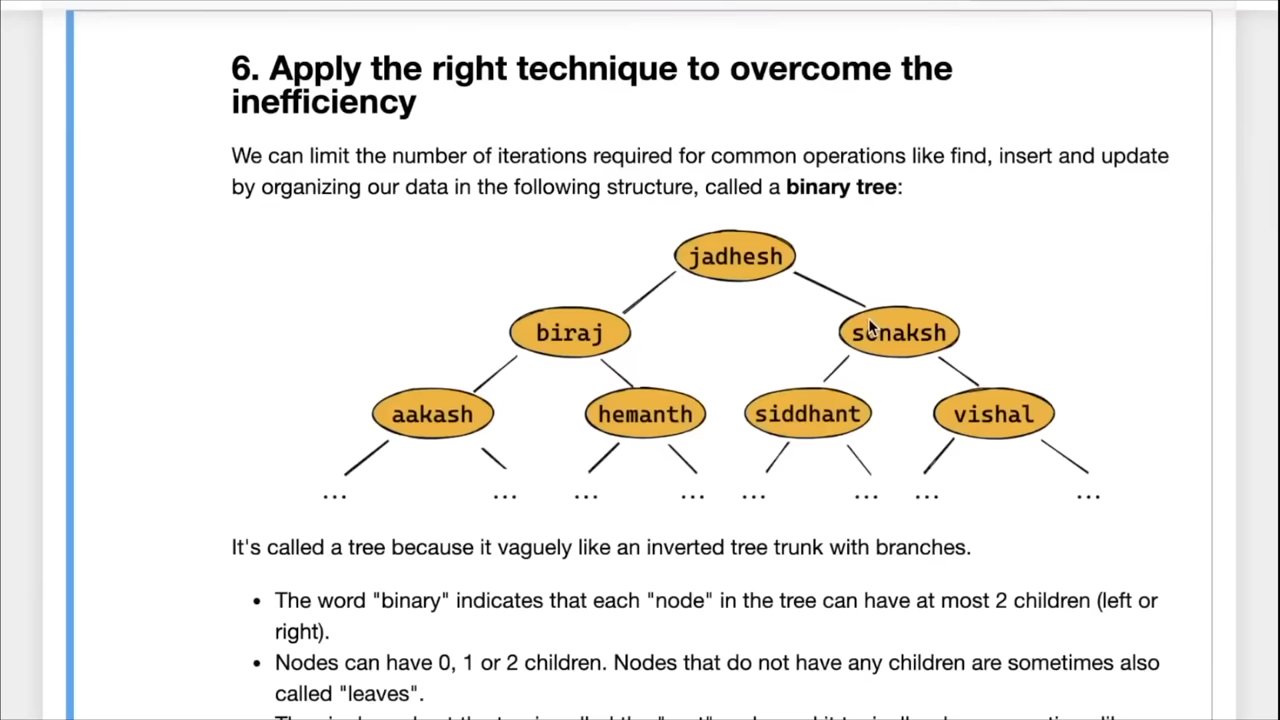 6. Apply the right technique to overcome the
inefficiency
We can limit the number of iterations required for common operations like find, insert and update
by organizing our data in the following structure, called a binary tree:
jadhesh
biraj
sonaksh
aakash
hemanth
siddhant
vishal
... ... ... ... ... ... ... ...
It's called a tree because it vaguely like an inverted tree trunk with branches.
• The word "binary" indicates that each "node" in the tree can have at most 2 children (left or
right).
• Nodes can have 0, 1 or 2 children. Nodes that do not have any children are sometimes also
called "leaves".